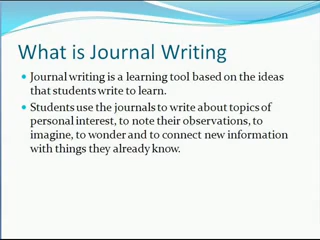 What is Journal Writing
Journal writing is a learning tool based on the ideas
that students write to learn.
Students use the journals to write about topics of
personal interest, to note their observations, to
imagine, to wonder and to connect new information
with things they already know.